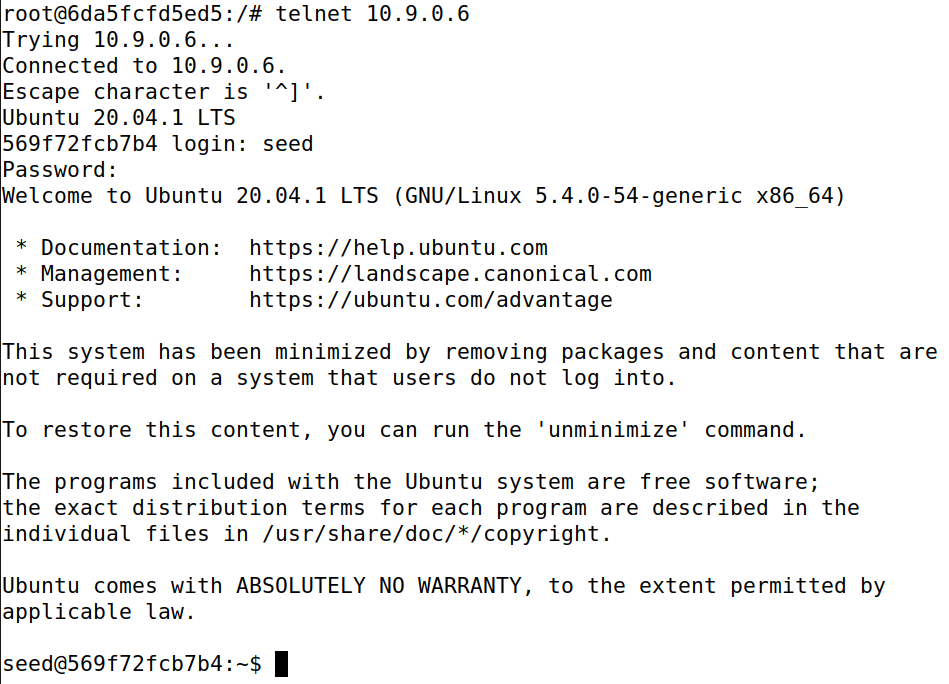 root@6da5fcfd5ed5:/# telnet 10.9.0.6
Trying 10.9.0.6...
Connected to 10.9.0.6.
Escape character is '^]'.
Ubuntu 20.04.1 LTS
569f72fcb7b4 login: seed
Password:
Welcome to Ubuntu 20.04.1 LTS (GNU/Linux 5.4.0-54-generic x86_64)
 * Documentation:  https://help.ubuntu.com
 * Management:     https://landscape.canonical.com
 * Support:        https://ubuntu.com/advantage
This system has been minimized by removing packages and content that are
not required on a system that users do not log into.
To restore this content, you can run the 'unminimize' command.
The programs included with the Ubuntu system are free software;
the exact distribution terms for each program are described in the
individual files in /usr/share/doc/*/copyright.
Ubuntu comes with ABSOLUTELY NO WARRANTY, to the extent permitted by
applicable law.
seed@569f72fcb7b4:~$